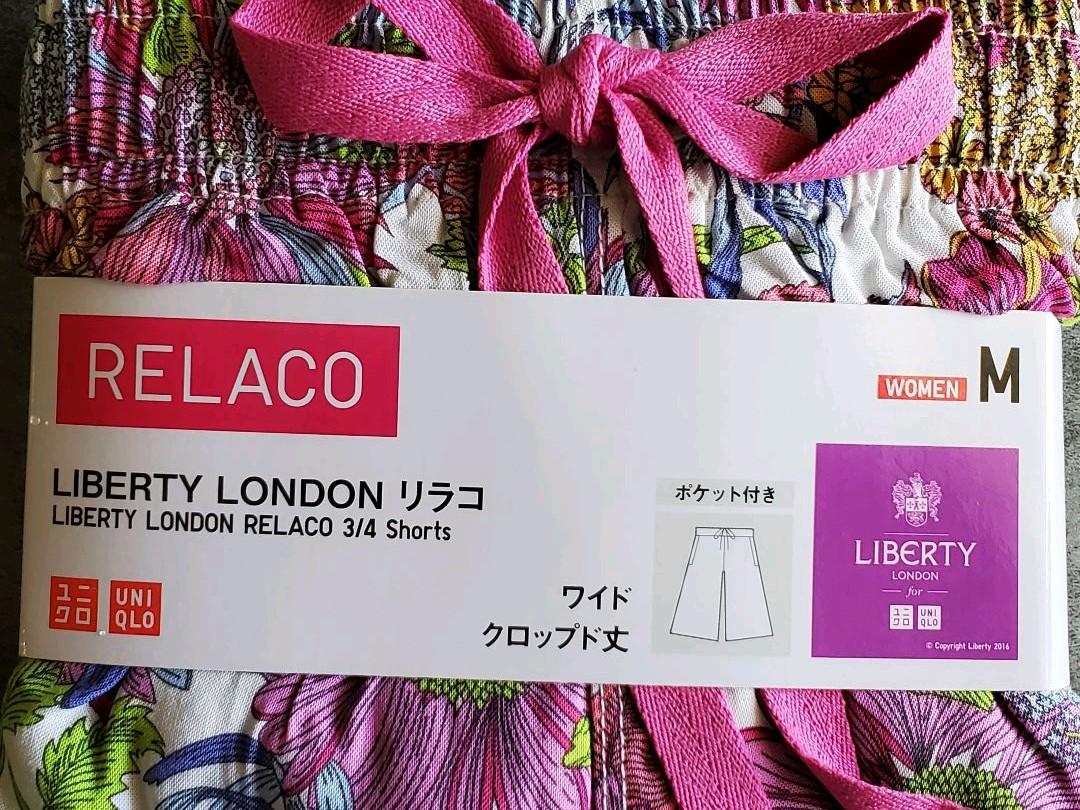 RELACO
WOMEN M
LIBERTY LONDON リラコ
LIBERTY LONDON RELACO 3/4 Shorts
ユニクロ
UNI
QLO
ワイド
クロップド丈
ポケット付き
LIBERTY
LONDON
for
ユニクロ
UNI
QLO
© Copyright Liberty 2016